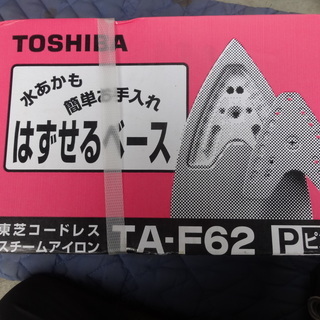 TOSHIBA
水あかも
簡単お手入れ
はずせるベース
東芝コードレス
スチームアイロン
TA-F62
P ピ